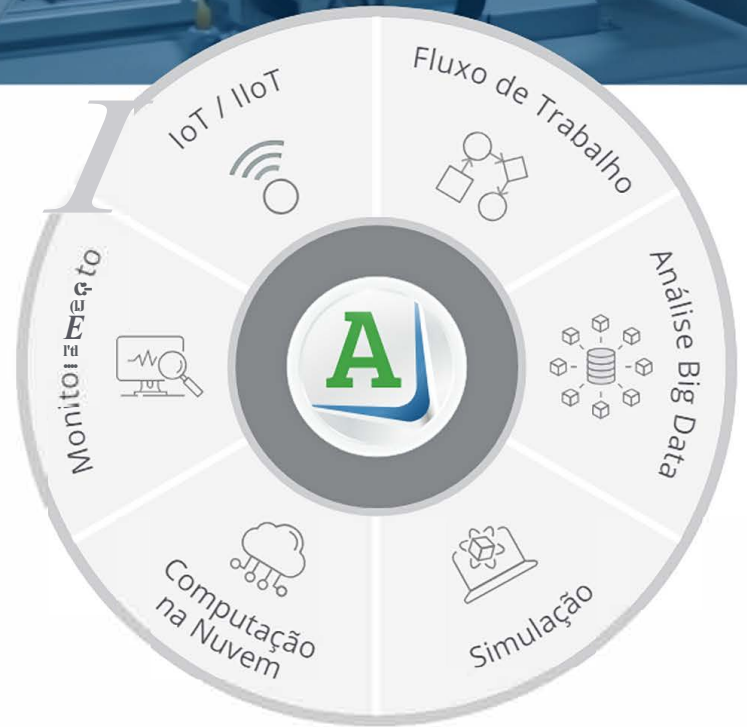 IoT / IIoT
Fluxo de Trabalho
Análise Big Data
Simulação
Computação
na Nuvem
I
A